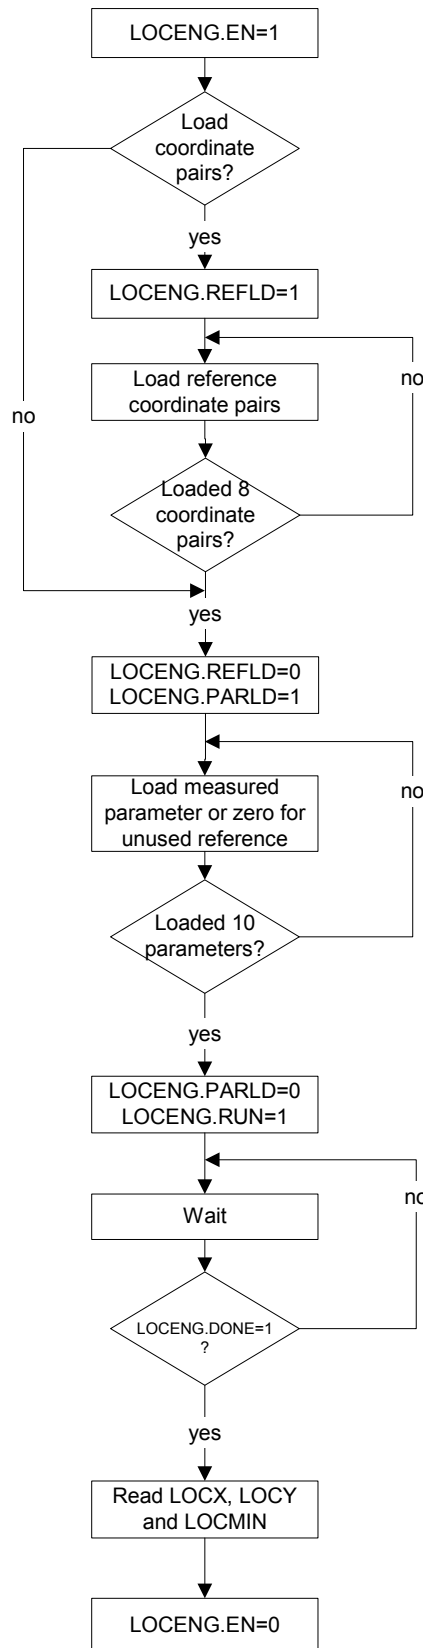 LOCENG.EN=1
Load
coordinate
pairs?
yes
LOCENG.REFLD=1
no
Load reference
coordinate pairs
no
Loaded 8
coordinate
pairs?
yes
LOCENG.REFLD=0
LOCENG.PARLD=1
Load measured
parameter or zero for
unused reference
no
Loaded 10
parameters?
yes
LOCENG.PARLD=0
LOCENG.RUN=1
Wait
no
LOCENG.DONE=1
?
yes
Read LOCX, LOCY
and LOCMIN
LOCENG.EN=0